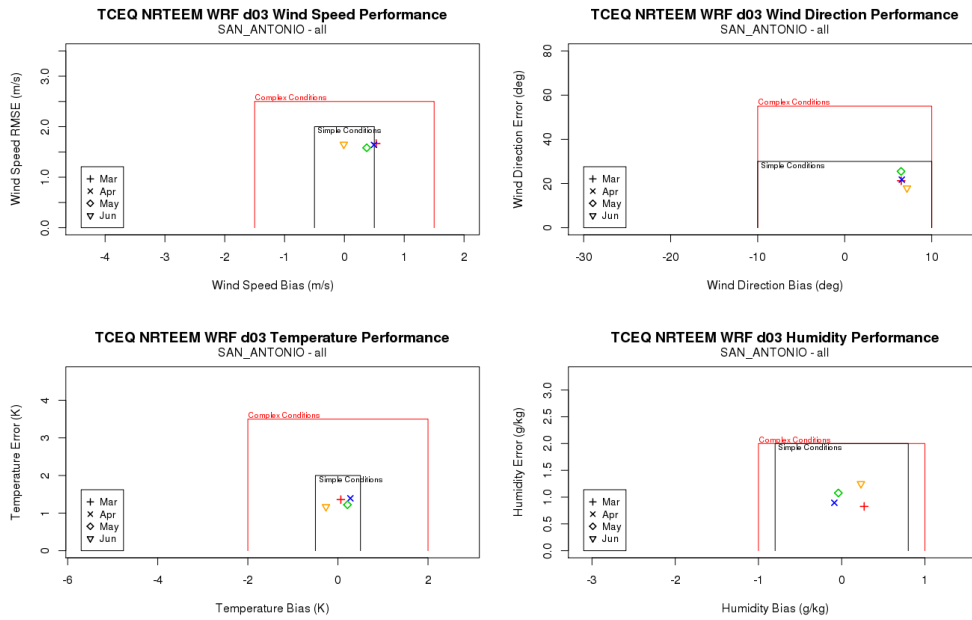 TCEQ NRTEEM WRF d03 Wind Speed Performance
SAN_ANTONIO - all
Wind Speed RMSE (m/s)
0.0 1.0 2.0 3.0
Complex Conditions
Simple Conditions
Mar
Apr
May
Jun
-4 -3 -2 -1 0 1 2
Wind Speed Bias (m/s)
TCEQ NRTEEM WRF d03 Wind Direction Performance
SAN_ANTONIO - all
Wind Direction Error (deg)
0 20 40 60 80
Complex Conditions
Simple Conditions
Mar
Apr
May
Jun
-30 -20 -10 0 10
Wind Direction Bias (deg)
TCEQ NRTEEM WRF d03 Temperature Performance
SAN_ANTONIO - all
Temperature Error (K)
0 1 2 3 4
Complex Conditions
Simple Conditions
Mar
Apr
May
Jun
-6 -4 -2 0 2
Temperature Bias (K)
TCEQ NRTEEM WRF d03 Humidity Performance
SAN_ANTONIO - all
Humidity Error (g/kg)
0.0 0.5 1.0 1.5 2.0 2.5 3.0
Complex Conditions
Simple Conditions
Mar
Apr
May
Jun
-3 -2 -1 0 1
Humidity Bias (g/kg)